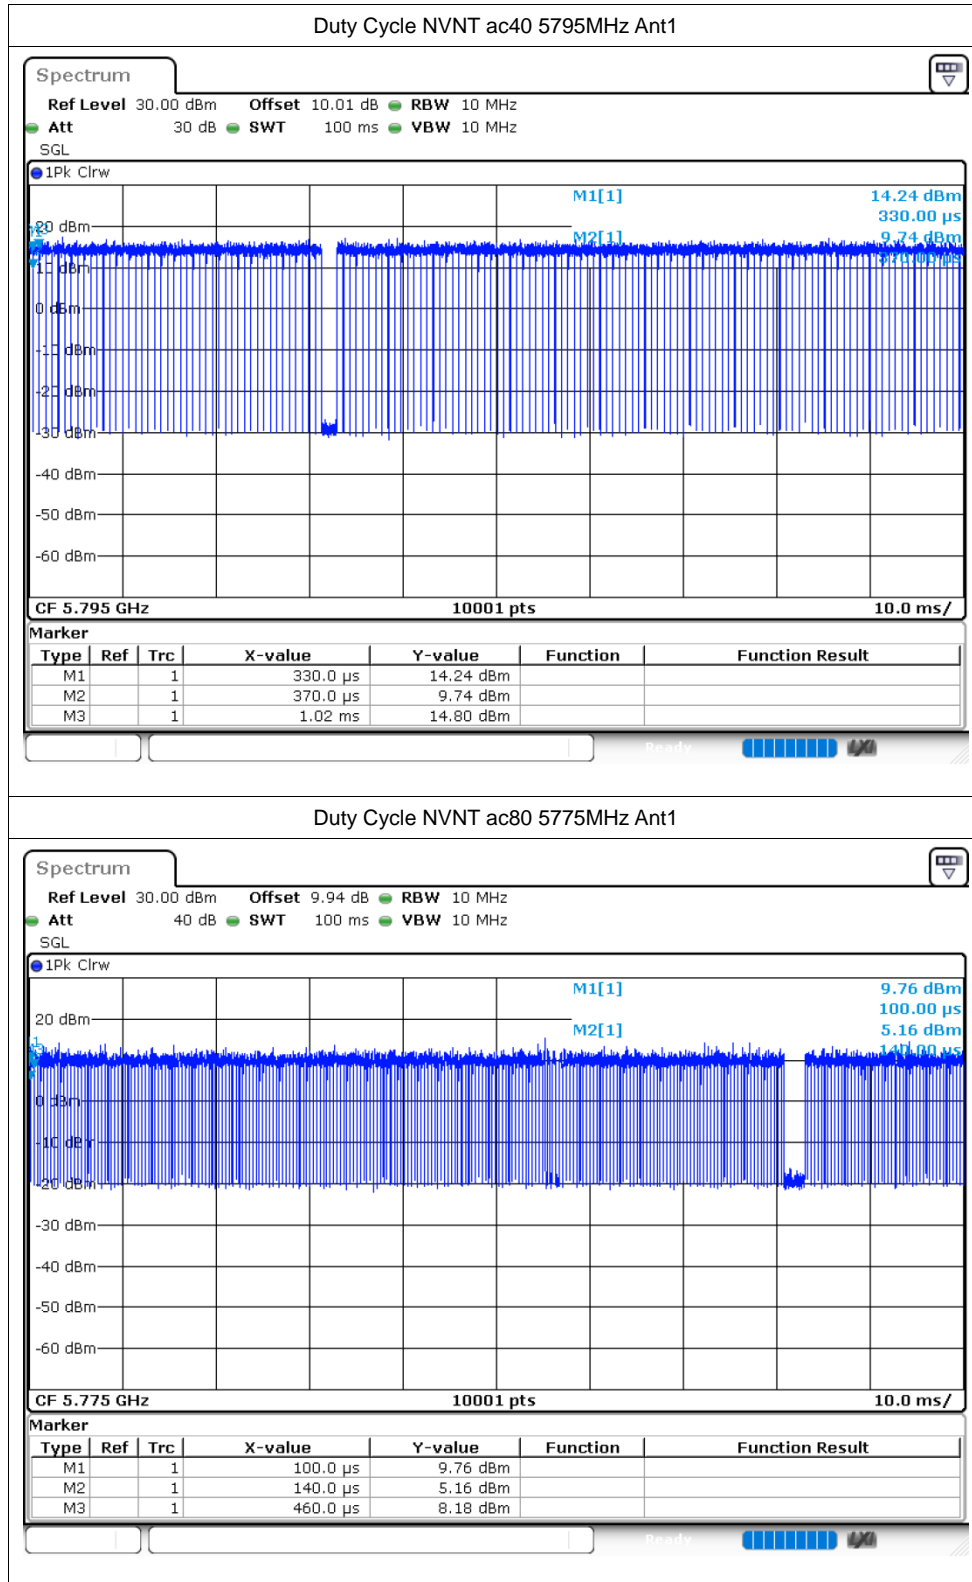 Duty Cycle NVNT ac40 5795MHz Ant1
Spectrum
Ref Level 30.00 dBm Offset 10.01 dB RBW 10 MHz
Att 30 dB SWT 100 ms VBW 10 MHz
SGL
1Pk Clrw
M1[1] 14.24 dBm
330.00 µs
20 dBm
M2[1] 9.74 dBm
370.00 µs
10 dBm
0 dBm
-10 dBm
-20 dBm
-30 dBm
-40 dBm
-50 dBm
-60 dBm
CF 5.795 GHz 10001 pts 10.0 ms/
Marker
Type Ref Trc X-value Y-value Function Function Result
M1 1 330.0 µs 14.24 dBm
M2 1 370.0 µs 9.74 dBm
M3 1 1.02 ms 14.80 dBm
Ready LXI
Duty Cycle NVNT ac80 5775MHz Ant1
Spectrum
Ref Level 30.00 dBm Offset 9.94 dB RBW 10 MHz
Att 40 dB SWT 100 ms VBW 10 MHz
SGL
1Pk Clrw
M1[1] 9.76 dBm
100.00 µs
20 dBm
M2[1] 5.16 dBm
140.00 µs
0 dBm
-10 dBm
-20 dBm
-30 dBm
-40 dBm
-50 dBm
-60 dBm
CF 5.775 GHz 10001 pts 10.0 ms/
Marker
Type Ref Trc X-value Y-value Function Function Result
M1 1 100.0 µs 9.76 dBm
M2 1 140.0 µs 5.16 dBm
M3 1 460.0 µs 8.18 dBm
Ready LXI